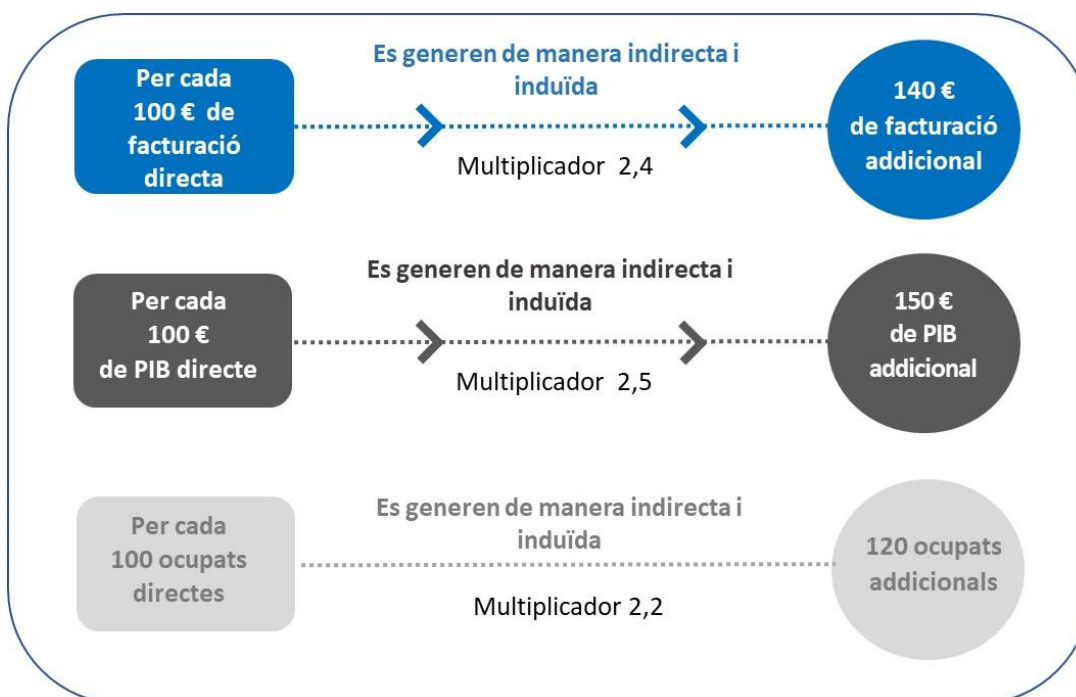 Per cada
100 € de
facturació
directa
Es generen de manera indirecta i
induïda
Multiplicador 2,4
140 €
de facturació
addicional
Per cada
100 €
de PIB directe
Es generen de manera indirecta i
induïda
Multiplicador 2,5
150 €
de PIB
addicional
Per cada
100 ocupats
directes
Es generen de manera indirecta i
induïda
Multiplicador 2,2
120 ocupats
addicionals